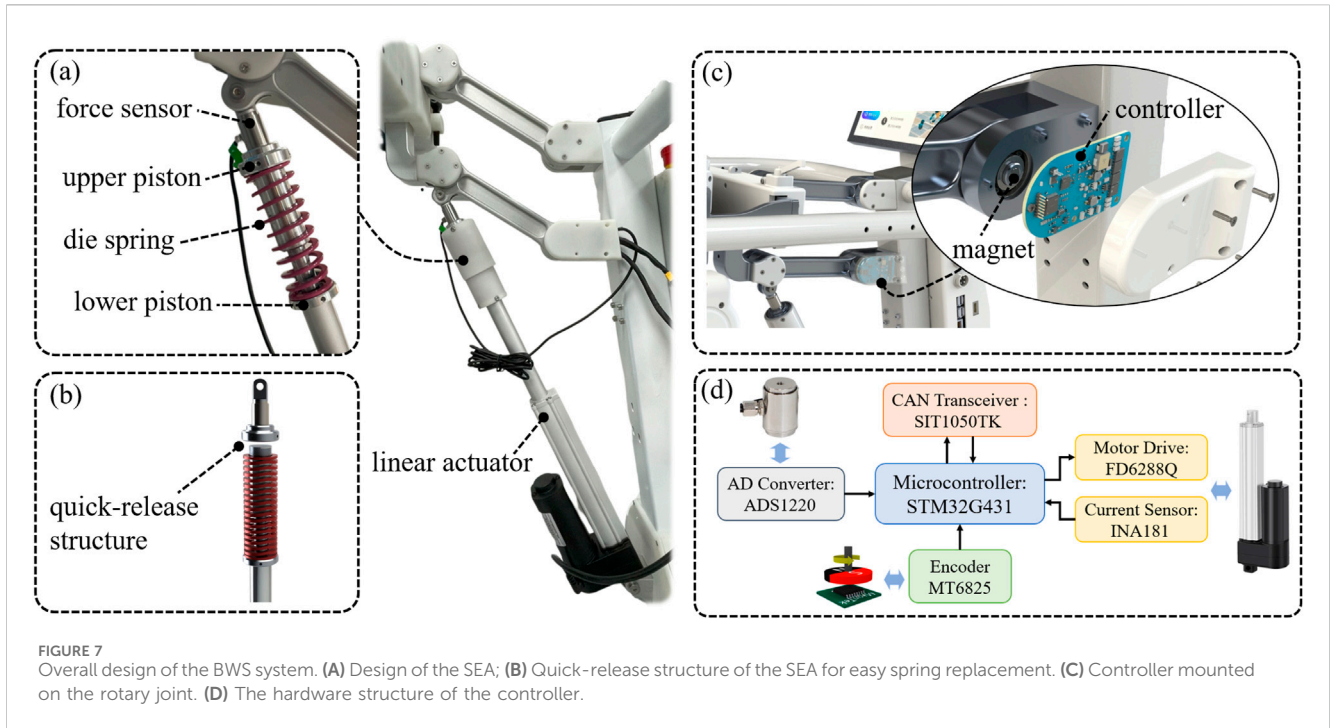 (a)
force sensor
upper piston
die spring
lower piston
(b)
quick-release
structure
linear actuator
(c)
controller
magnet
(d)
CAN Transceiver :
SIT1050TK
AD Converter:
ADS1220
Microcontroller:
STM32G431
Motor Drive:
FD6288Q
Current Sensor:
INA181
Encoder
MT6825
FIGURE 7
Overall design of the BWS system. (A) Design of the SEA; (B) Quick-release structure of the SEA for easy spring replacement. (C) Controller mounted
on the rotary joint. (D) The hardware structure of the controller.